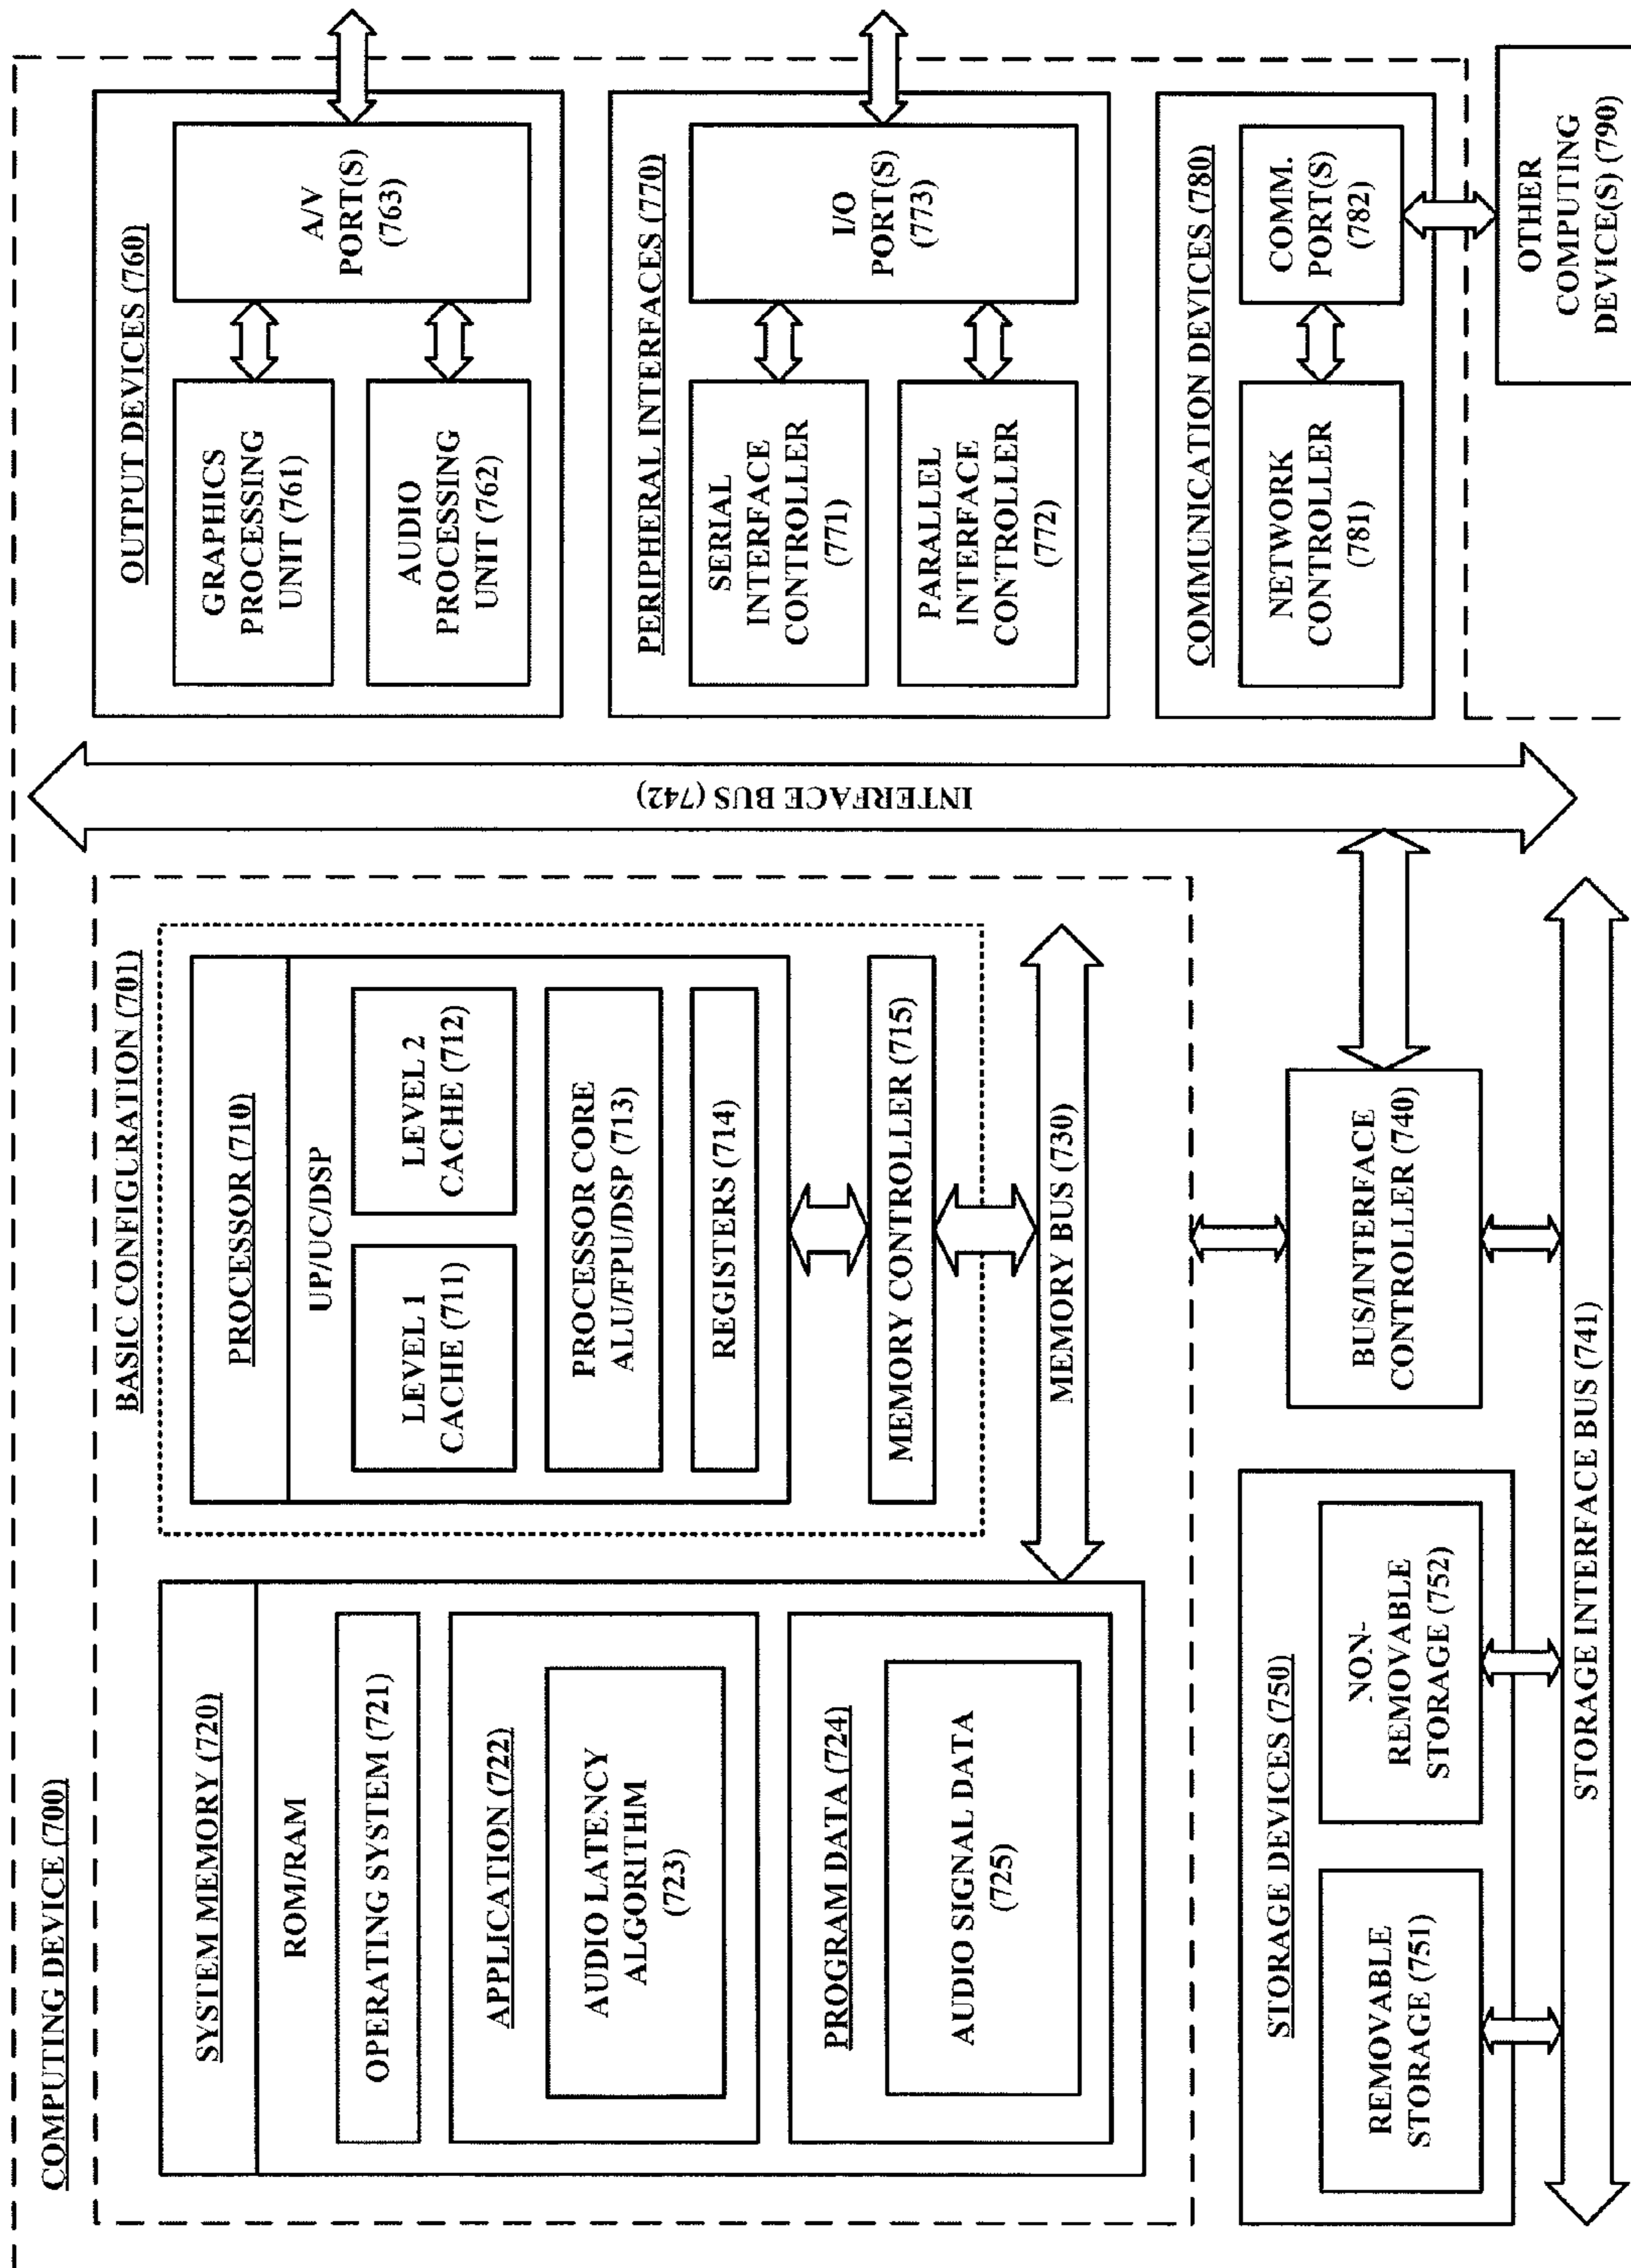 COMPUTING DEVICE (700)
BASIC CONFIGURATION (701)
SYSTEM MEMORY (720)
ROM/RAM
OPERATING SYSTEM (721)
APPLICATION (722)
AUDIO LATENCY
ALGORITHM
(723)
PROGRAM DATA (724)
AUDIO SIGNAL DATA
(725)
PROCESSOR (710)
UP/UC/DSP
LEVEL 1
CACHE (711)
LEVEL 2
CACHE (712)
PROCESSOR CORE
ALU/FPU/DSP (713)
REGISTERS (714)
MEMORY CONTROLLER (715)
MEMORY BUS (730)
BUS/INTERFACE
CONTROLLER (740)
STORAGE DEVICES (750)
REMOVABLE
STORAGE (751)
NON-
REMOVABLE
STORAGE (752)
STORAGE INTERFACE BUS (741)
INTERFACE BUS (742)
OUTPUT DEVICES (760)
GRAPHICS
PROCESSING
UNIT (761)
AUDIO
PROCESSING
UNIT (762)
A/V
PORT(S)
(763)
PERIPHERAL INTERFACES (770)
SERIAL
INTERFACE
CONTROLLER
(771)
PARALLEL
INTERFACE
CONTROLLER
(772)
I/O
PORT(S)
(773)
COMMUNICATION DEVICES (780)
NETWORK
CONTROLLER
(781)
COMM.
PORT(S)
(782)
OTHER
COMPUTING
DEVICE(S) (790)